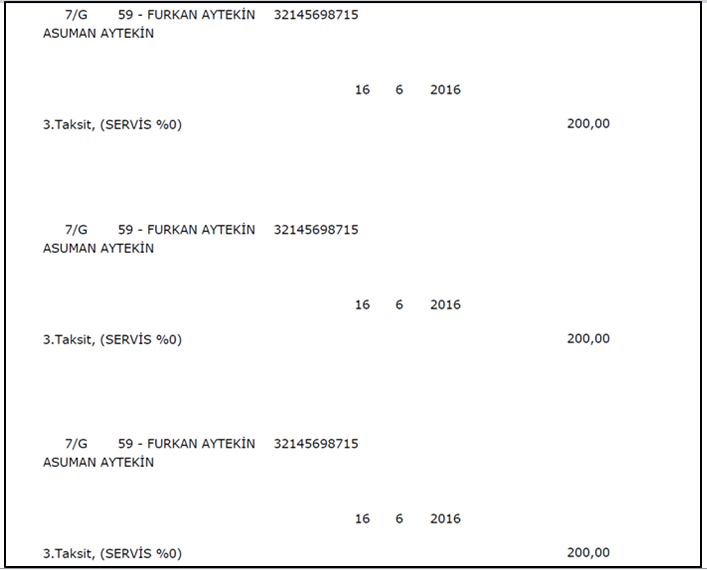 7/G 59 - FURKAN AYTEKİN 32145698715
ASUMAN AYTEKİN
16 6 2016
3.Taksit, (SERVİS %0) 200,00
7/G 59 - FURKAN AYTEKİN 32145698715
ASUMAN AYTEKİN
16 6 2016
3.Taksit, (SERVİS %0) 200,00
7/G 59 - FURKAN AYTEKİN 32145698715
ASUMAN AYTEKİN
16 6 2016
3.Taksit, (SERVİS %0) 200,00